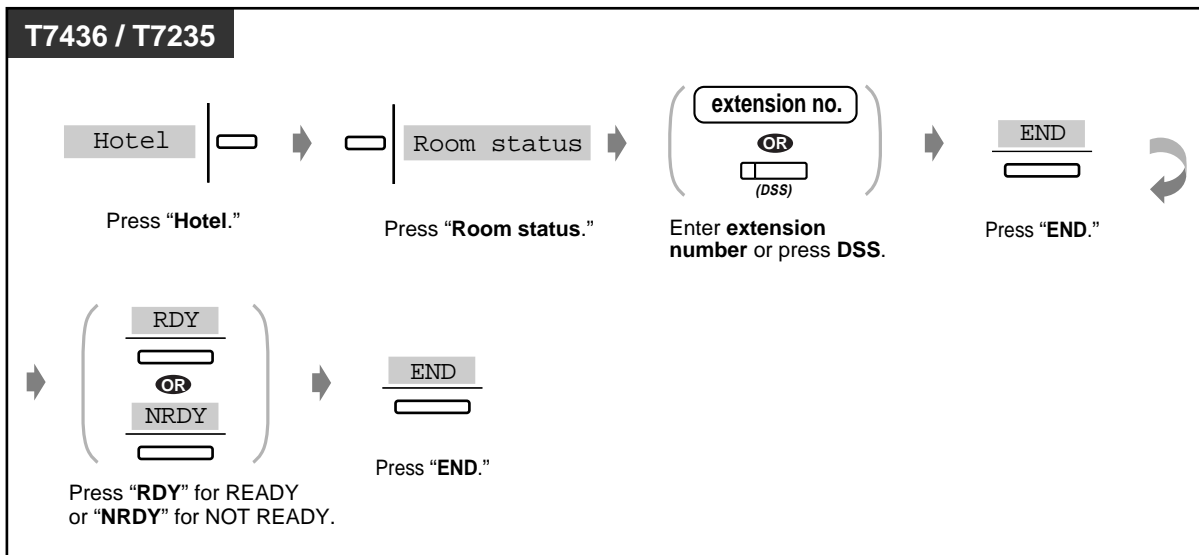 T7436 / T7235
Hotel
Room status
extension no.
OR
(DSS)
END
Press “Hotel.”
Press “Room status.”
Enter extension
number or press DSS.
Press “END.”
RDY
OR
NRDY
END
Press “RDY” for READY
or “NRDY” for NOT READY.
Press “END.”